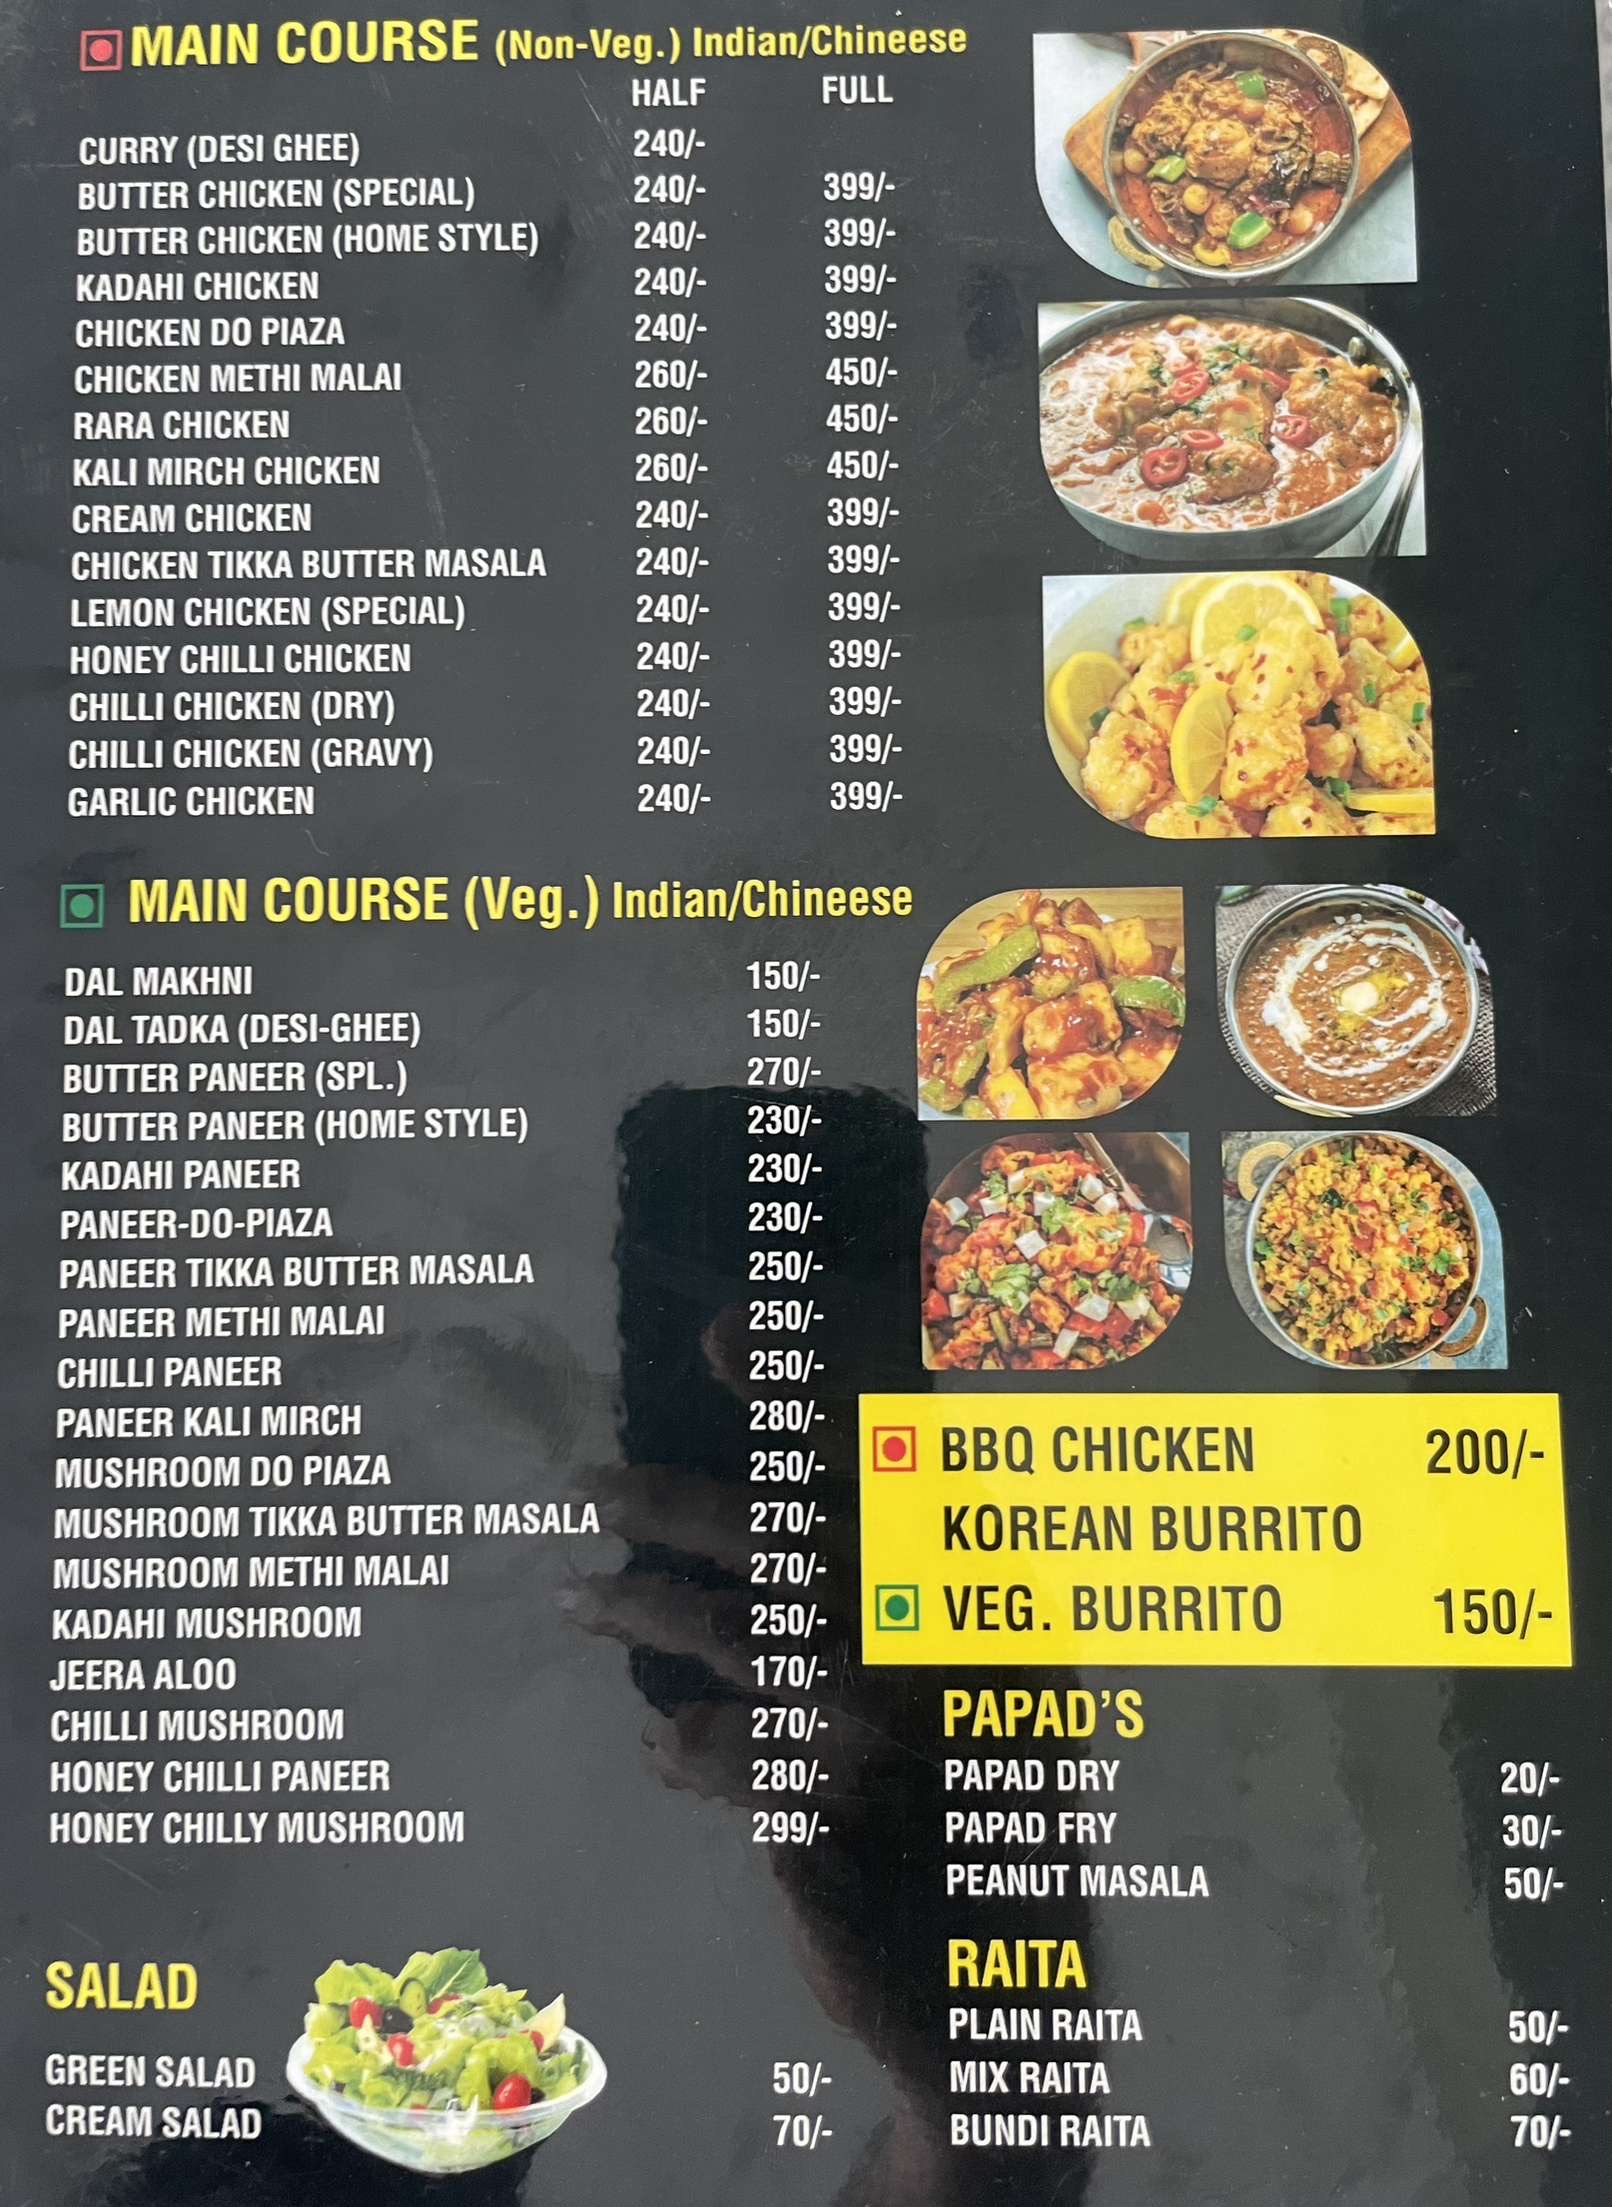 MAIN COURSE (Non-Veg.) Indian/Chineese
HALF FULL
CURRY (DESI GHEE) 240/-
BUTTER CHICKEN (SPECIAL) 240/- 399/-
BUTTER CHICKEN (HOME STYLE) 240/- 399/-
KADAHI CHICKEN 240/- 399/-
CHICKEN DO PIAZA 240/- 399/-
CHICKEN METHI MALAI 260/- 450/-
RARA CHICKEN 260/- 450/-
KALI MIRCH CHICKEN 260/- 450/-
CREAM CHICKEN 240/- 399/-
CHICKEN TIKKA BUTTER MASALA 240/- 399/-
LEMON CHICKEN (SPECIAL) 240/- 399/-
HONEY CHILLI CHICKEN 240/- 399/-
CHILLI CHICKEN (DRY) 240/- 399/-
CHILLI CHICKEN (GRAVY) 240/- 399/-
GARLIC CHICKEN 240/- 399/-
MAIN COURSE (Veg.) Indian/Chineese
DAL MAKHNI 150/-
DAL TADKA (DESI-GHEE) 150/-
BUTTER PANEER (SPL.) 270/-
BUTTER PANEER (HOME STYLE) 230/-
KADAHI PANEER 230/-
PANEER-DO-PIAZA 230/-
PANEER TIKKA BUTTER MASALA 250/-
PANEER METHI MALAI 250/-
CHILLI PANEER 250/-
PANEER KALI MIRCH 280/-
MUSHROOM DO PIAZA 250/-
MUSHROOM TIKKA BUTTER MASALA 270/-
MUSHROOM METHI MALAI 270/-
KADAHI MUSHROOM 250/-
JEERA ALOO 170/-
CHILLI MUSHROOM 270/-
HONEY CHILLI PANEER 280/-
HONEY CHILLY MUSHROOM 299/-
SALAD
GREEN SALAD 50/-
CREAM SALAD 70/-
BBQ CHICKEN 200/-
KOREAN BURRITO
VEG. BURRITO 150/-
PAPAD'S
PAPAD DRY 20/-
PAPAD FRY 30/-
PEANUT MASALA 50/-
RAITA
PLAIN RAITA 50/-
MIX RAITA 60/-
BUNDI RAITA 70/-